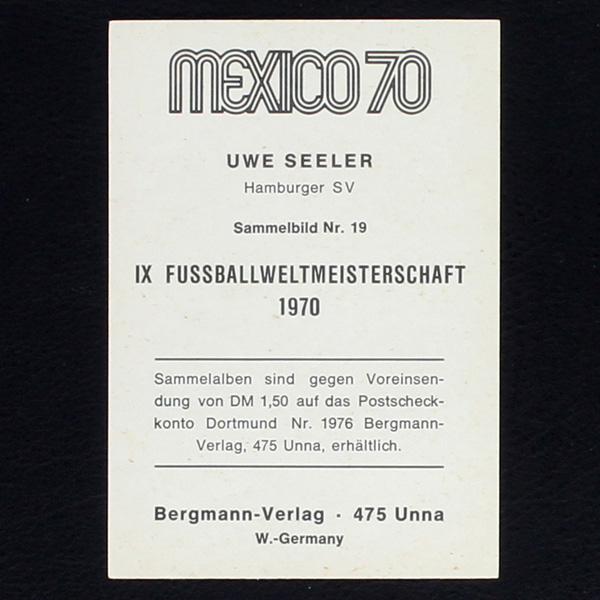 MEXICO 70
UWE SEELER
Hamburger SV
Sammelbild Nr. 19
IX FUSSBALLWELTMEISTERSCHAFT
1970
Sammelalben sind gegen Voreinsen-
dung von DM 1,50 auf das Postscheck-
konto Dortmund Nr. 1976 Bergmann-
Verlag, 475 Unna, erhältlich.
Bergmann-Verlag · 475 Unna
W.-Germany